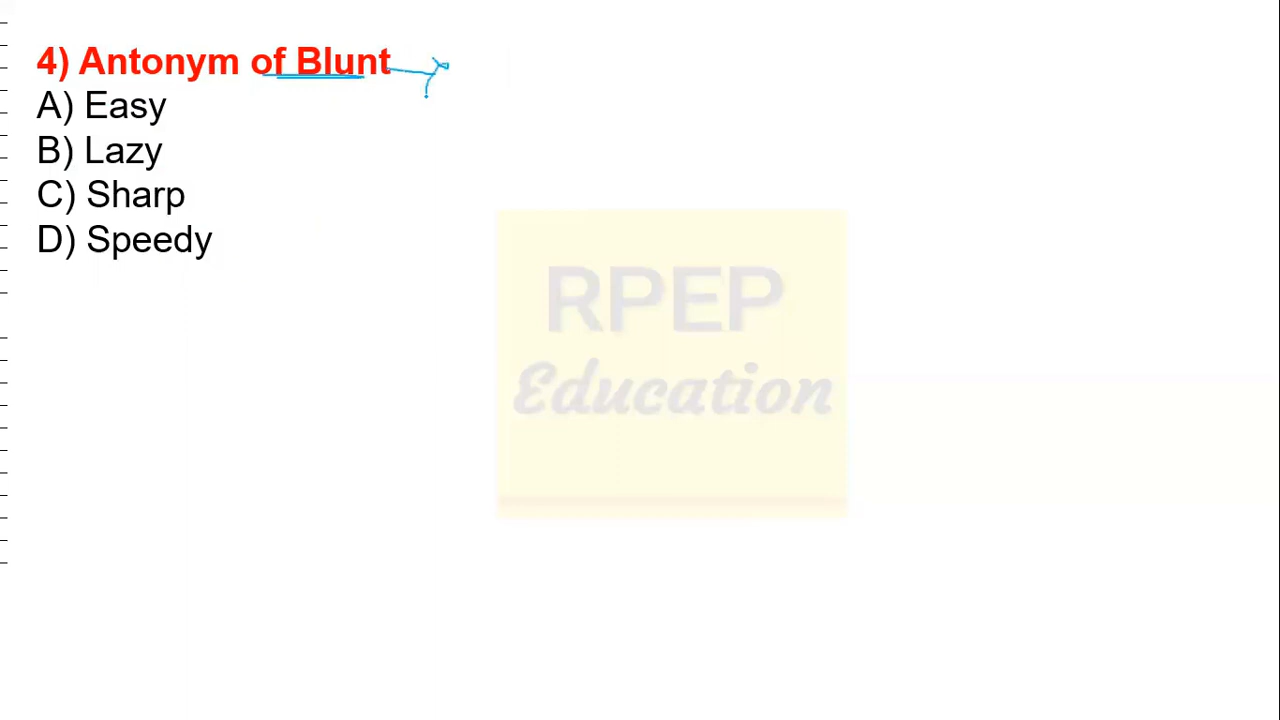 4) Antonym of Blunt
A) Easy
B) Lazy
C) Sharp
D) Speedy
RPEP
Education